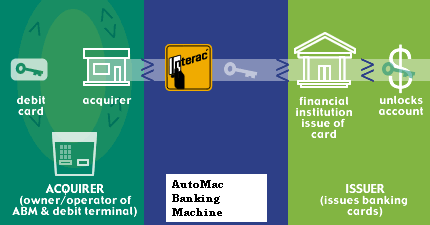 Interac
debit
card
acquirer
financial
institution
issue of
card
unlocks
account
ACQUIRER
(owner/operator of
ABM & debit terminal)
AutoMac
Banking
Machine
ISSUER
(issues banking
cards)